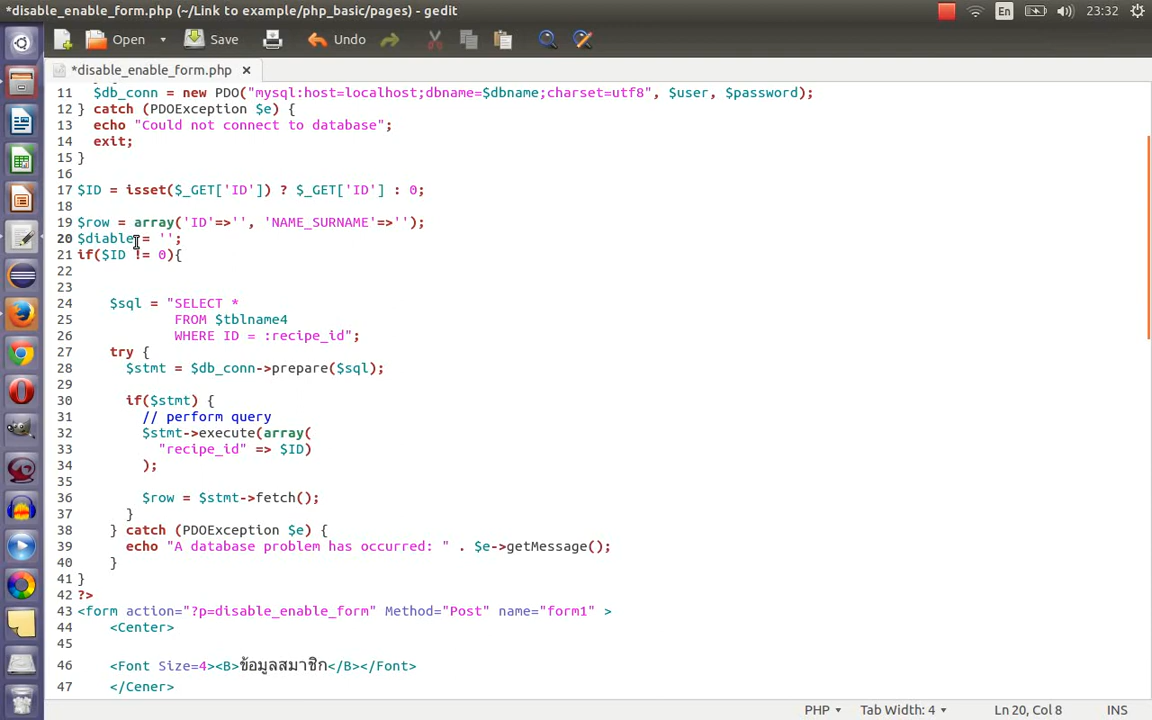 *disable_enable_form.php (~/Link to example/php_basic/pages) - gedit
En 23:32
Open Save Undo
*disable_enable_form.php
11 $db_conn = new PDO("mysql:host=localhost;dbname=$dbname;charset=utf8", $user, $password);
12 } catch (PDOException $e) {
13 echo "Could not connect to database";
14 exit;
15 }
16
17 $ID = isset($_GET['ID']) ? $_GET['ID'] : 0;
18
19 $row = array('ID'=>'', 'NAME_SURNAME'=>'');
20 $diable = '';
21 if($ID != 0){
22
23
24 $sql = "SELECT *
25 FROM $tblname4
26 WHERE ID = :recipe_id";
27 try {
28 $stmt = $db_conn->prepare($sql);
29
30 if($stmt) {
31 // perform query
32 $stmt->execute(array(
33 "recipe_id" => $ID)
34 );
35
36 $row = $stmt->fetch();
37 }
38 } catch (PDOException $e) {
39 echo "A database problem has occurred: " . $e->getMessage();
40 }
41 }
42 ?>
43 <form action="?p=disable_enable_form" Method="Post" name="form1" >
44 <Center>
45
46 <Font Size=4><B>ข้อมูลสมาชิก</B></Font>
47 </Cener>
PHP Tab Width: 4 Ln 20, Col 8 INS